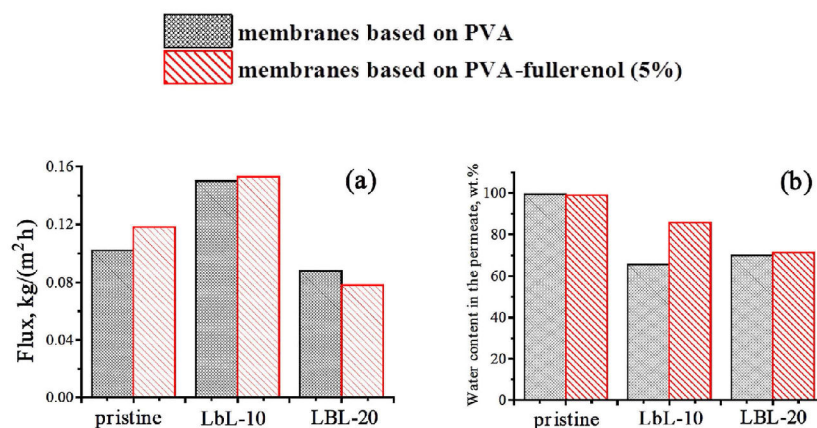 membranes based on PVA
membranes based on PVA-fullerenol (5%)
(a)
Flux, kg/(m²h)
0.16
0.12
0.08
0.04
0.00
pristine LbL-10 LBL-20
(b)
Water content in the permeate, wt.%
100
80
60
40
20
0
pristine LbL-10 LBL-20